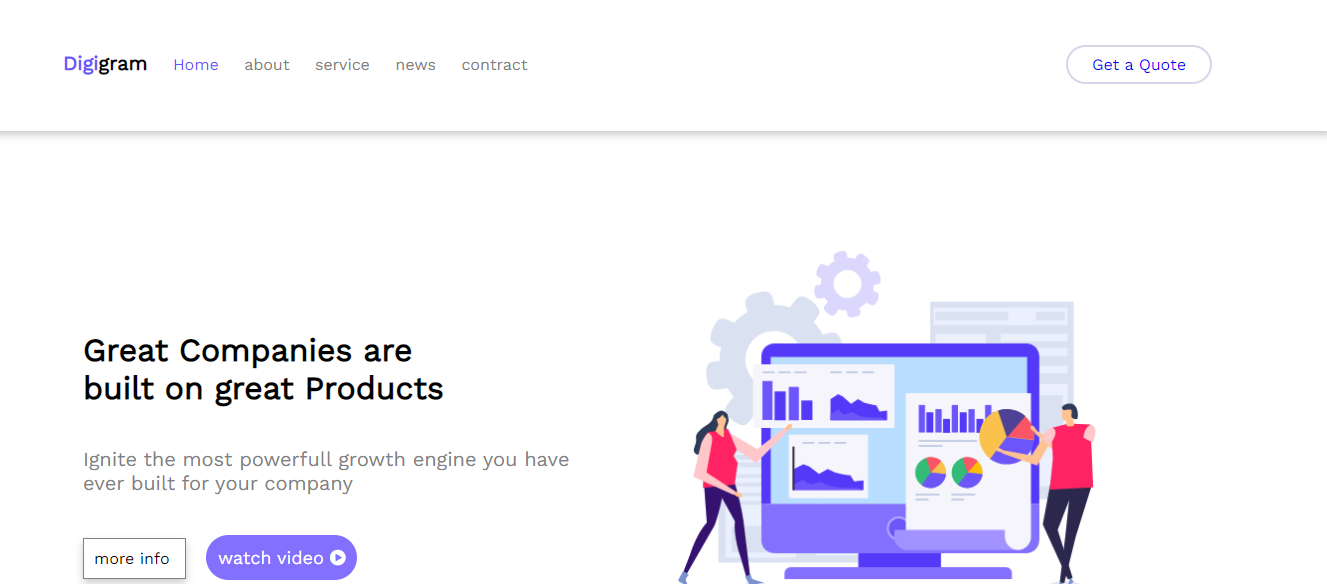 Digigram Home about service news contract Get a Quote
Great Companies are
built on great Products
Ignite the most powerfull growth engine you have
ever built for your company
more info watch video